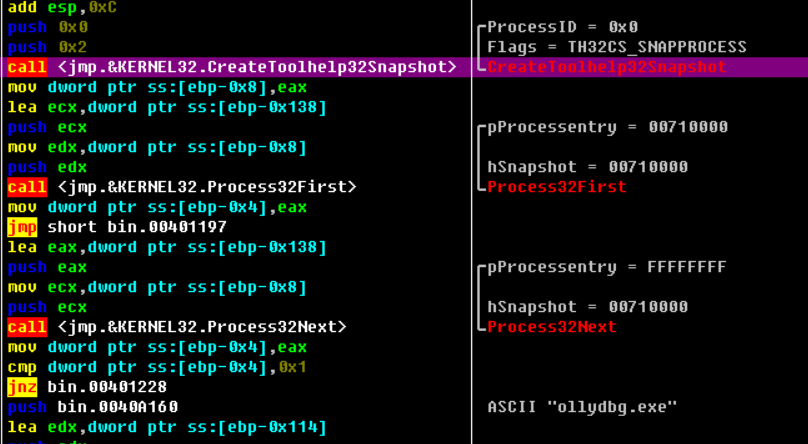 add esp,0xC
push 0x0 ProcessID = 0x0
push 0x2 Flags = TH32CS_SNAPPROCESS
call <jmp.&KERNEL32.CreateToolhelp32Snapshot> CreateToolhelp32Snapshot
mov dword ptr ss:[ebp-0x8],eax
lea ecx,dword ptr ss:[ebp-0x138]
push ecx pProcessentry = 00710000
mov edx,dword ptr ss:[ebp-0x8]
push edx hSnapshot = 00710000
call <jmp.&KERNEL32.Process32First> Process32First
mov dword ptr ss:[ebp-0x4],eax
jmp short bin.00401197
lea eax,dword ptr ss:[ebp-0x138]
push eax pProcessentry = FFFFFFFF
mov ecx,dword ptr ss:[ebp-0x8]
push ecx hSnapshot = 00710000
call <jmp.&KERNEL32.Process32Next> Process32Next
mov dword ptr ss:[ebp-0x4],eax
cmp dword ptr ss:[ebp-0x4],0x1
jnz bin.00401228
push bin.0040A160 ASCII "ollydbg.exe"
lea edx,dword ptr ss:[ebp-0x114]